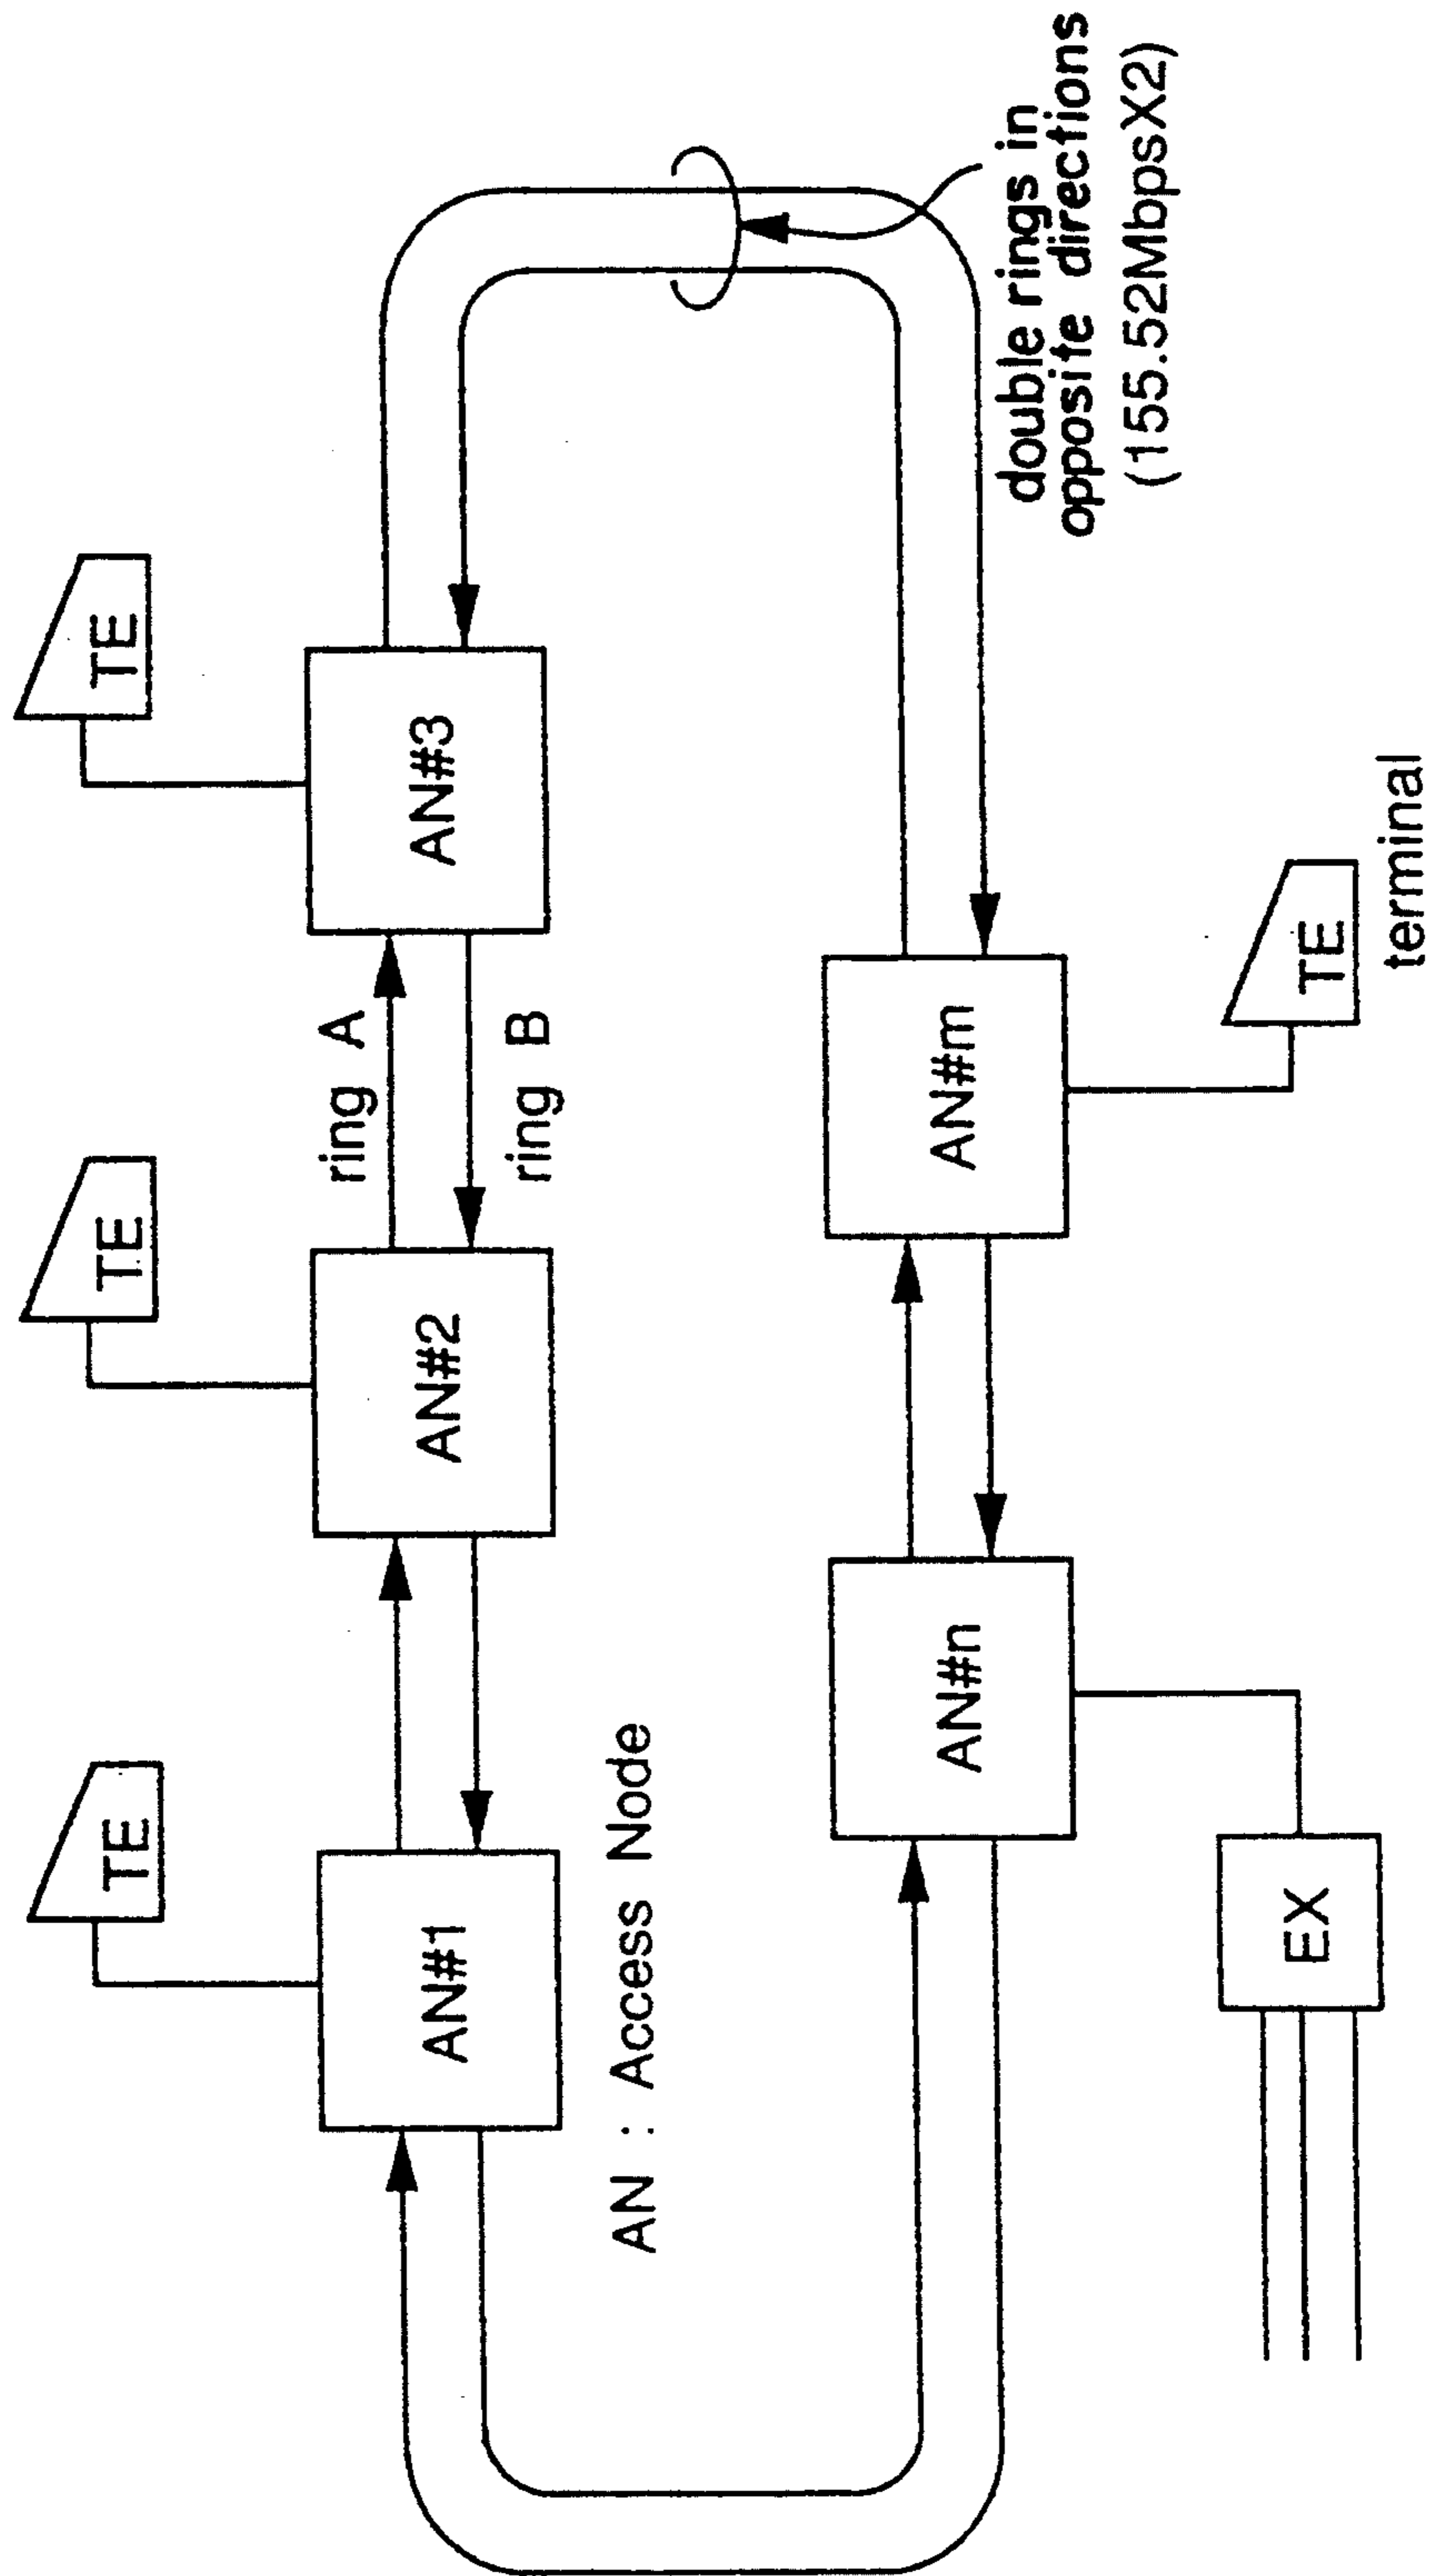 TE
TE
TE
AN#1
AN#2
ring A
ring B
AN#3
AN : Access Node
AN#n
AN#m
double rings in
opposite directions
(155.52MbpsX2)
EX
TE
terminal